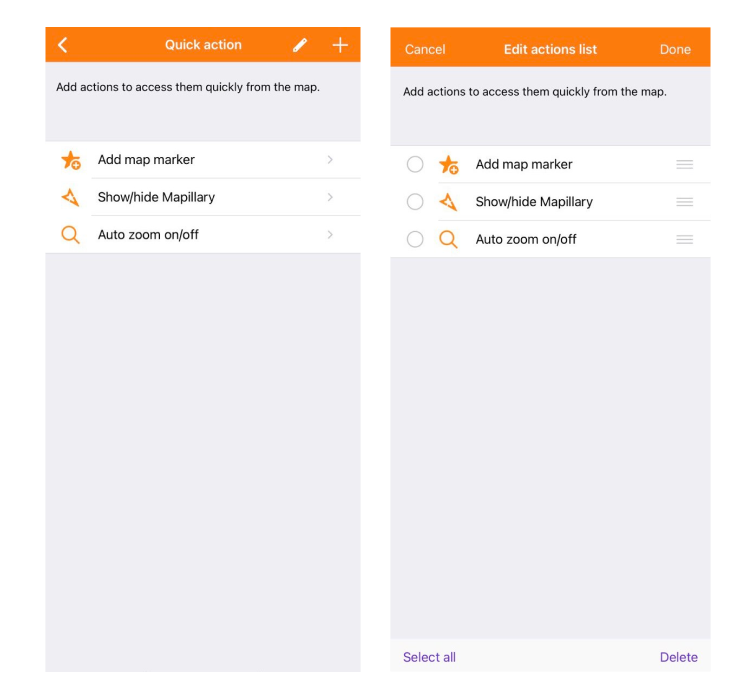 Quick action
Add actions to access them quickly from the map.
Add map marker
Show/hide Mapillary
Auto zoom on/off
Cancel Edit actions list Done
Add actions to access them quickly from the map.
Add map marker
Show/hide Mapillary
Auto zoom on/off
Select all Delete